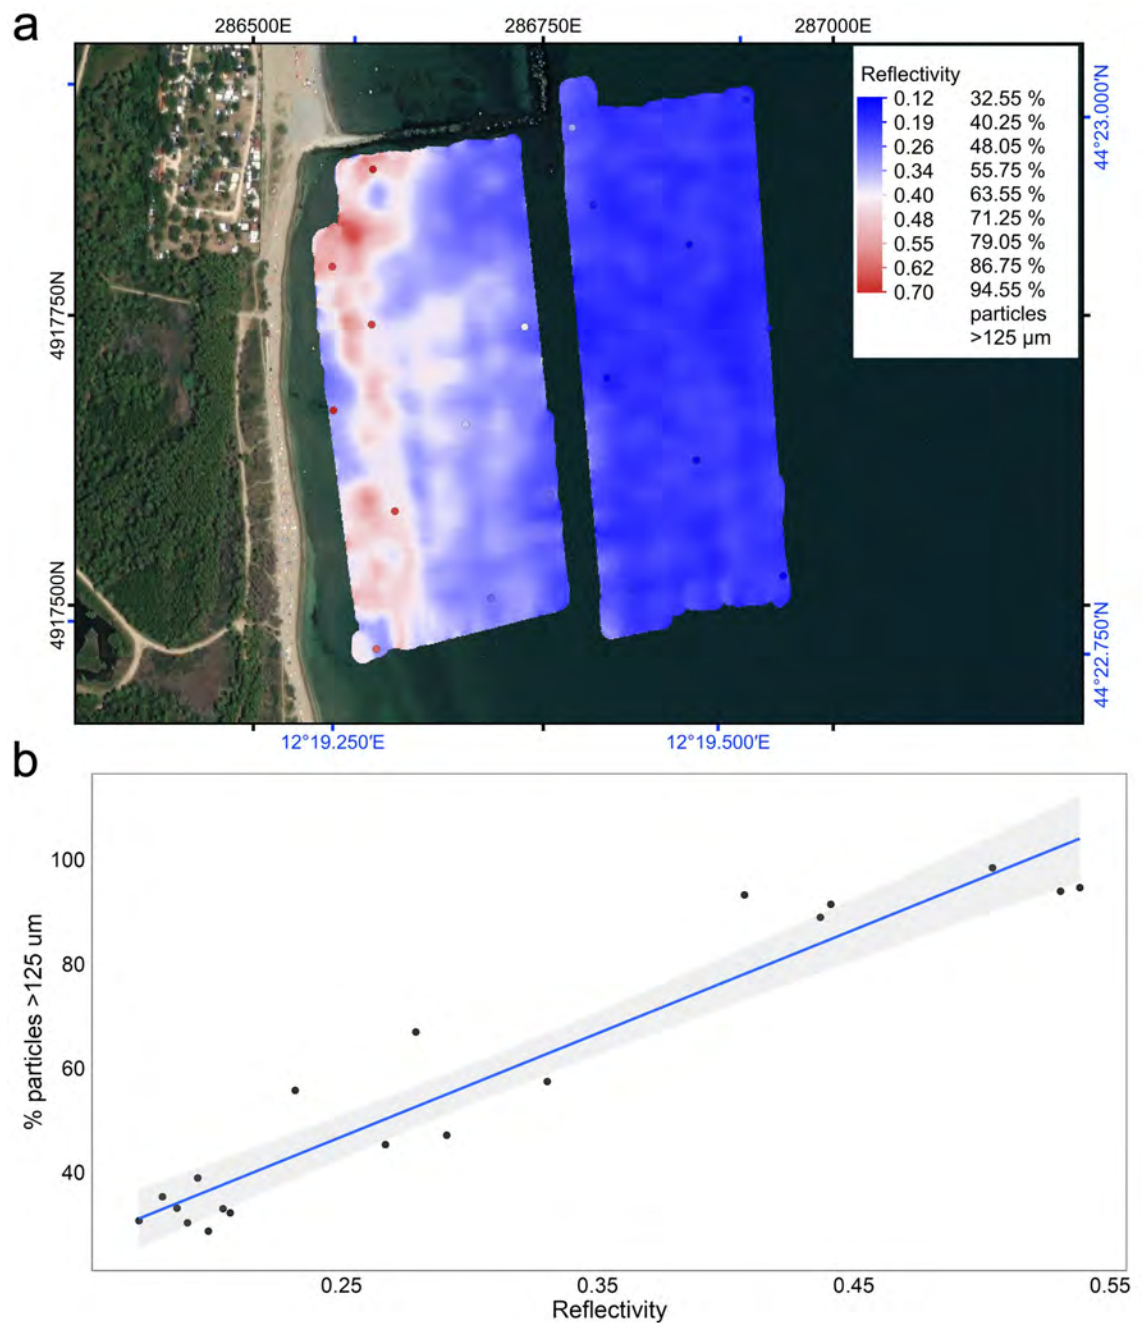 a
286500E 286750E 287000E
Reflectivity
0.12 32.55 %
0.19 40.25 %
0.26 48.05 %
0.34 55.75 %
0.40 63.55 %
0.48 71.25 %
0.55 79.05 %
0.62 86.75 %
0.70 94.55 %
particles
>125 µm
44°23.000'N
4917750N
4917500N
44°22.750'N
12°19.250'E 12°19.500'E
b
100
80
60
40
% particles >125 um
0.25 0.35 0.45 0.55
Reflectivity